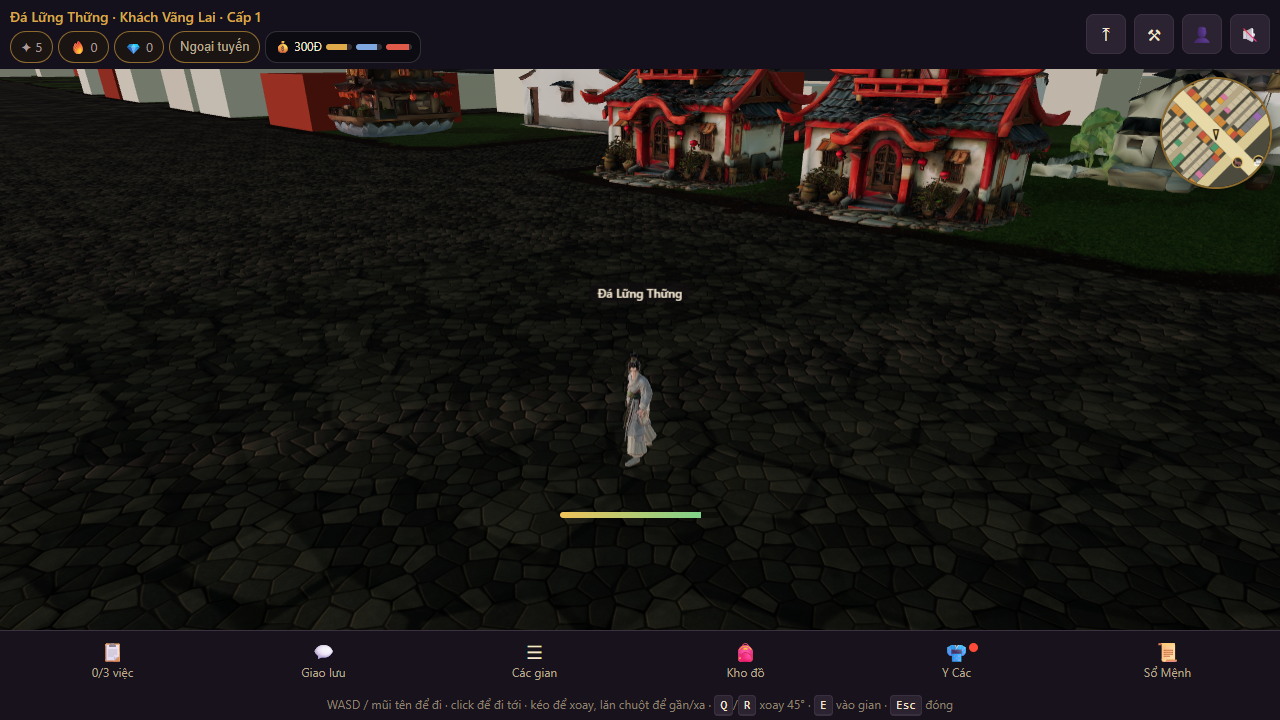 Đá Lững Thững · Khách Vãng Lai · Cấp 1
5
0
0
Ngoại tuyến
300Đ
Đá Lững Thững
0/3 việc
Giao lưu
Các gian
Kho đồ
Y Các
Sổ Mệnh
WASD / mũi tên để đi · click để đi tới · kéo để xoay, lăn chuột để gần/xa · Q / R xoay 45° · E vào gian · Esc đóng